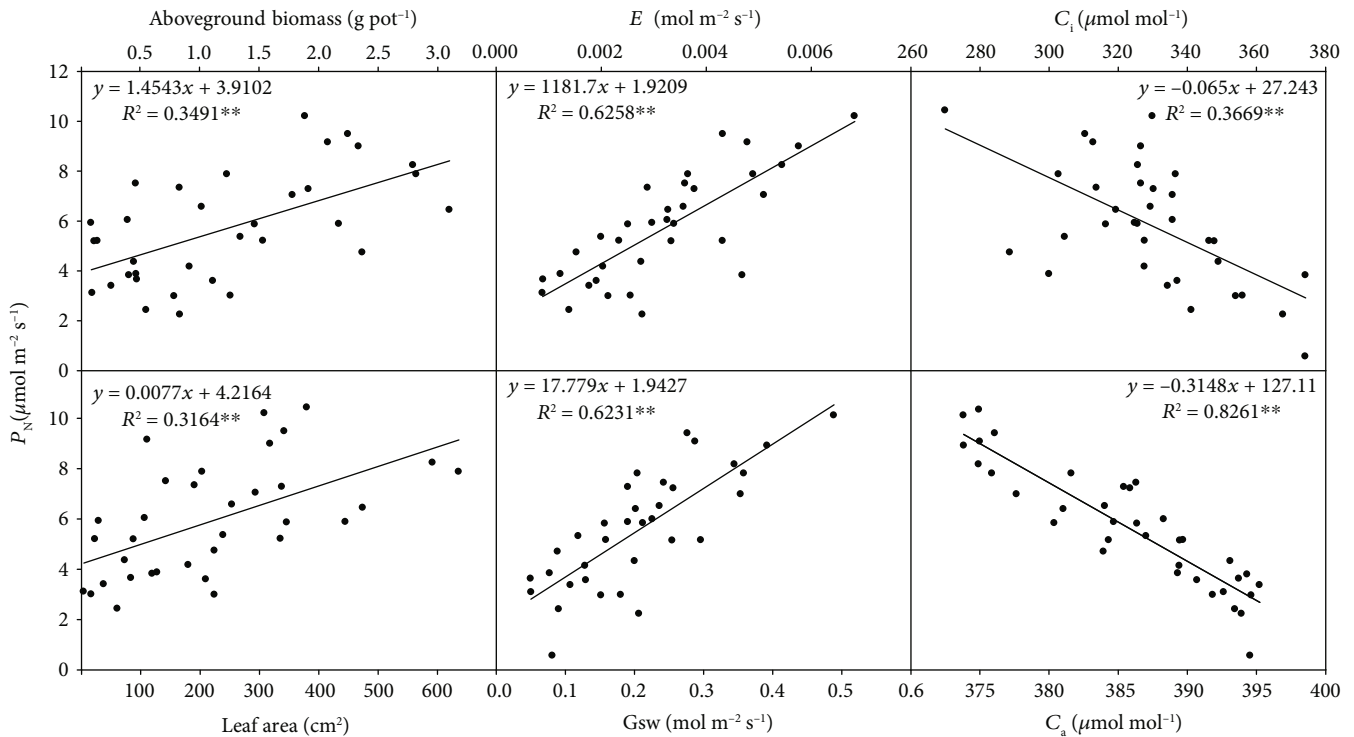 Aboveground biomass (g pot⁻¹)
E (mol m⁻² s⁻¹)
Cᵢ (μmol mol⁻¹)
0.5 1.0 1.5 2.0 2.5 3.0 0.000 0.002 0.004 0.006 260 280 300 320 340 360 380
12
10
8
6
4
2
0
y = 1.4543x + 3.9102
R² = 0.3491**
y = 1181.7x + 1.9209
R² = 0.6258**
y = –0.065x + 27.243
R² = 0.3669**
P_N (μmol m⁻² s⁻¹)
10
8
6
4
2
0
y = 0.0077x + 4.2164
R² = 0.3164**
y = 17.779x + 1.9427
R² = 0.6231**
y = –0.3148x + 127.11
R² = 0.8261**
100 200 300 400 500 600 0.0 0.1 0.2 0.3 0.4 0.5 0.6 375 385 390 395 400
Leaf area (cm²)
Gsw (mol m⁻² s⁻¹)
Cₐ (μmol mol⁻¹)